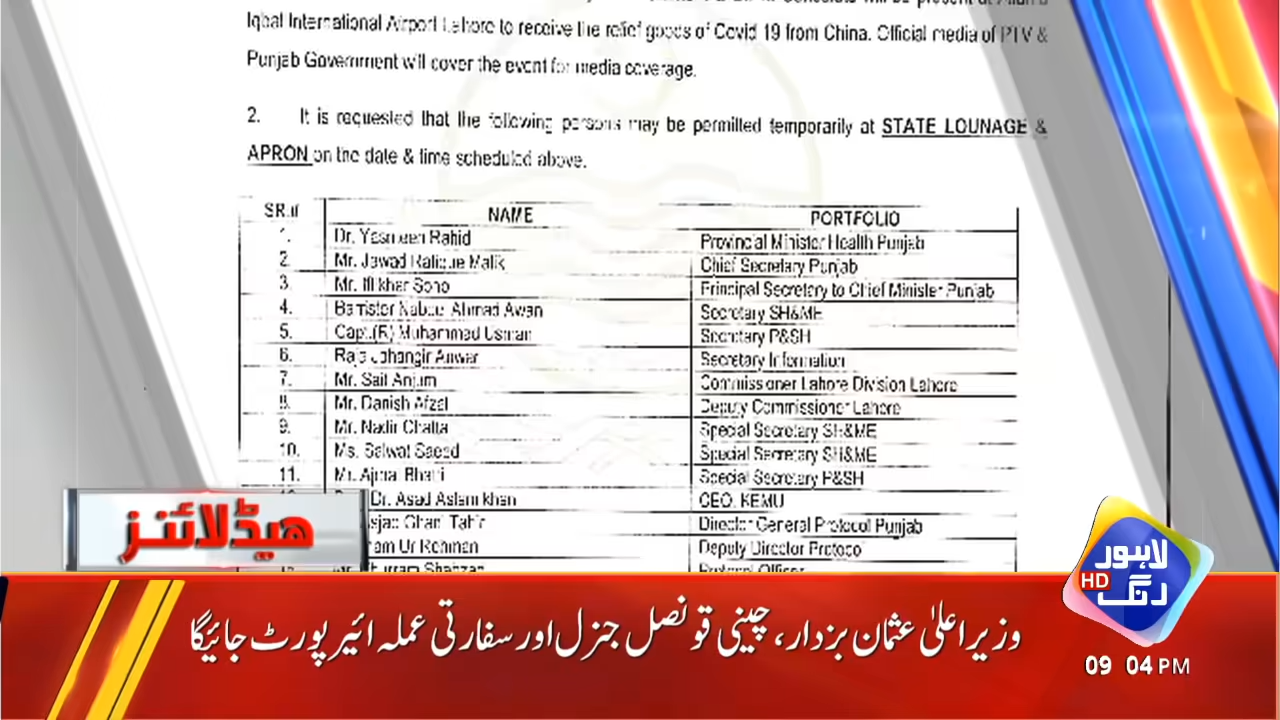 Iqbal International Airport Lahore to receive the relief goods of Covid 19 from China. Official media of PTV &
Punjab Government will cover the event for media coverage.
2. It is requested that the following persons may be permitted temporarily at STATE LOUNAGE &
APRON on the date & time scheduled above.
SR.# NAME PORTFOLIO
1. Dr. Yasmeen Rahid Provincial Minister Health Punjab
2. Mr. Jawad Rafique Malik Chief Secretary Punjab
3. Mr. Iftikhar Soho Principal Secretary to Chief Minister Punjab
4. Barrister Nabeel Ahmad Awan Secretary SH&ME
5. Capt.(R) Muhammad Usman Secretary P&SH
6. Raja Jahangir Anwar Secretary Information
7. Mr. Saif Anjum Commissioner Lahore Division Lahore
8. Mr. Danish Afzal Deputy Commissioner Lahore
9. Mr. Nadir Chatta Special Secretary SH&ME
10. Ms. Salwat Saeed Special Secretary SH&ME
11. Mr. Ajmal Bhatti Special Secretary P&SH
Dr. Asad Aslam khan CEO, KEMU
Ghani Tahir Director General Protocol Punjab
Ur Rehman Deputy Director Protocol
Protocol Officer
ہیڈلائنز
لاہور
رنگ
HD
وزیراعلیٰ عثمان بزدار، چینی قونصل جنرل اور سفارتی عملہ ائیرپورٹ جائیگا
09 04 PM